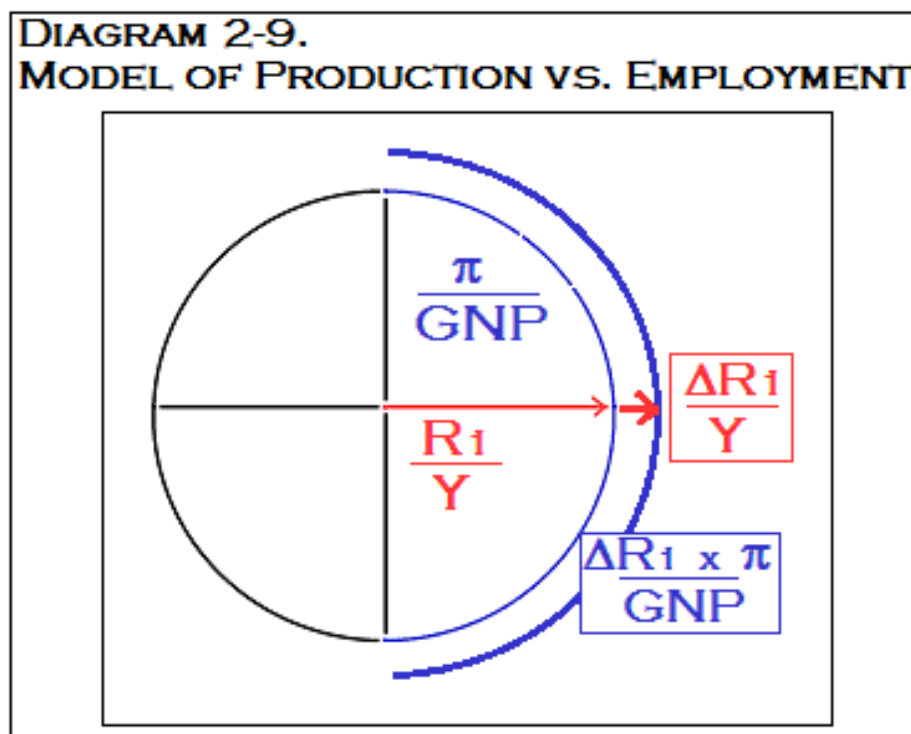 DIAGRAM 2-9.
MODEL OF PRODUCTION VS. EMPLOYMENT
π
GNP
R1
Y
ΔR1
Y
ΔR1 x π
GNP